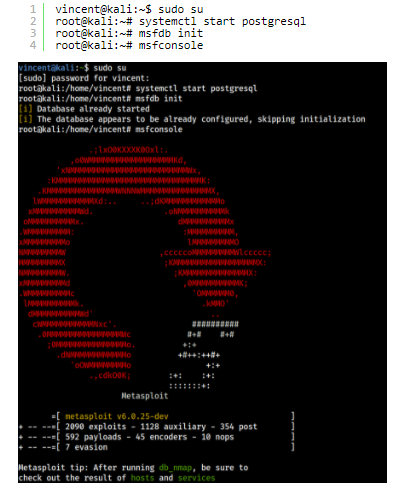 1 vincent@kali:~$ sudo su
2 root@kali:~# systemctl start postgresql
3 root@kali:~# msfdb init
4 root@kali:~# msfconsole
vincent@kali:~$ sudo su
[sudo] password for vincent:
root@kali:/home/vincent# systemctl start postgresql
root@kali:/home/vincent# msfdb init
[i] Database already started
[i] The database appears to be already configured, skipping initialization
root@kali:/home/vincent# msfconsole
##########
#+# #+#
+:+
+#++:++#+
+:+
:+: :+:
:::::::+:
Metasploit
=[ metasploit v6.0.25-dev ]
+ -- --=[ 2090 exploits - 1128 auxiliary - 354 post ]
+ -- --=[ 592 payloads - 45 encoders - 10 nops ]
+ -- --=[ 7 evasion ]
Metasploit tip: After running db_nmap, be sure to
check out the result of hosts and services